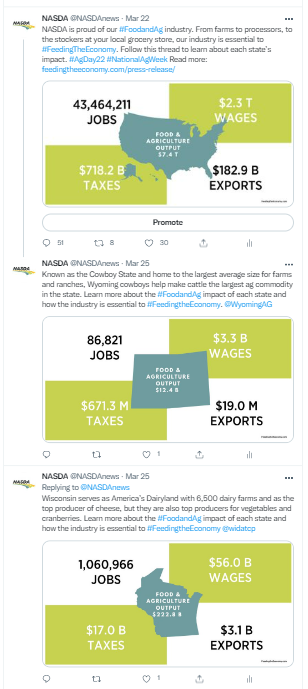 NASDA @NASDAnews · Mar 22
NASDA is proud of our #FoodandAg industry. From farms to processors, to
the stockers at your local grocery store, our industry is essential to
#FeedingTheEconomy. Follow this thread to learn about each state's
impact. #AgDay22 #NationalAgWeek Read more:
feedingtheeconomy.com/press-release/
43,464,211
JOBS
$2.3 T
WAGES
FOOD &
AGRICULTURE
OUTPUT
$7.4 T
$718.2 B
TAXES
$182.9 B
EXPORTS
Promote
51 8 30
NASDA @NASDAnews · Mar 25
Known as the Cowboy State and home to the largest average size for farms
and ranches, Wyoming cowboys help make cattle the largest ag commodity
in the state. Learn more about the #FoodandAg impact of each state and
how the industry is essential to #FeedingtheEconomy. @WyomingAG
86,821
JOBS
$3.3 B
WAGES
FOOD &
AGRICULTURE
OUTPUT
$12.4 B
$671.3 M
TAXES
$19.0 M
EXPORTS
1
NASDA @NASDAnews · Mar 25
Replying to @NASDAnews
Wisconsin serves as America's Dairyland with 6,500 dairy farms and as the
top producer of cheese, but they are also top producers for vegetables and
cranberries. Learn more about the #FoodandAg impact of each state and
how the industry is essential to #FeedingtheEconomy @widatcp
1,060,966
JOBS
$56.0 B
WAGES
FOOD &
AGRICULTURE
OUTPUT
$222.8 B
$17.0 B
TAXES
$3.1 B
EXPORTS
1